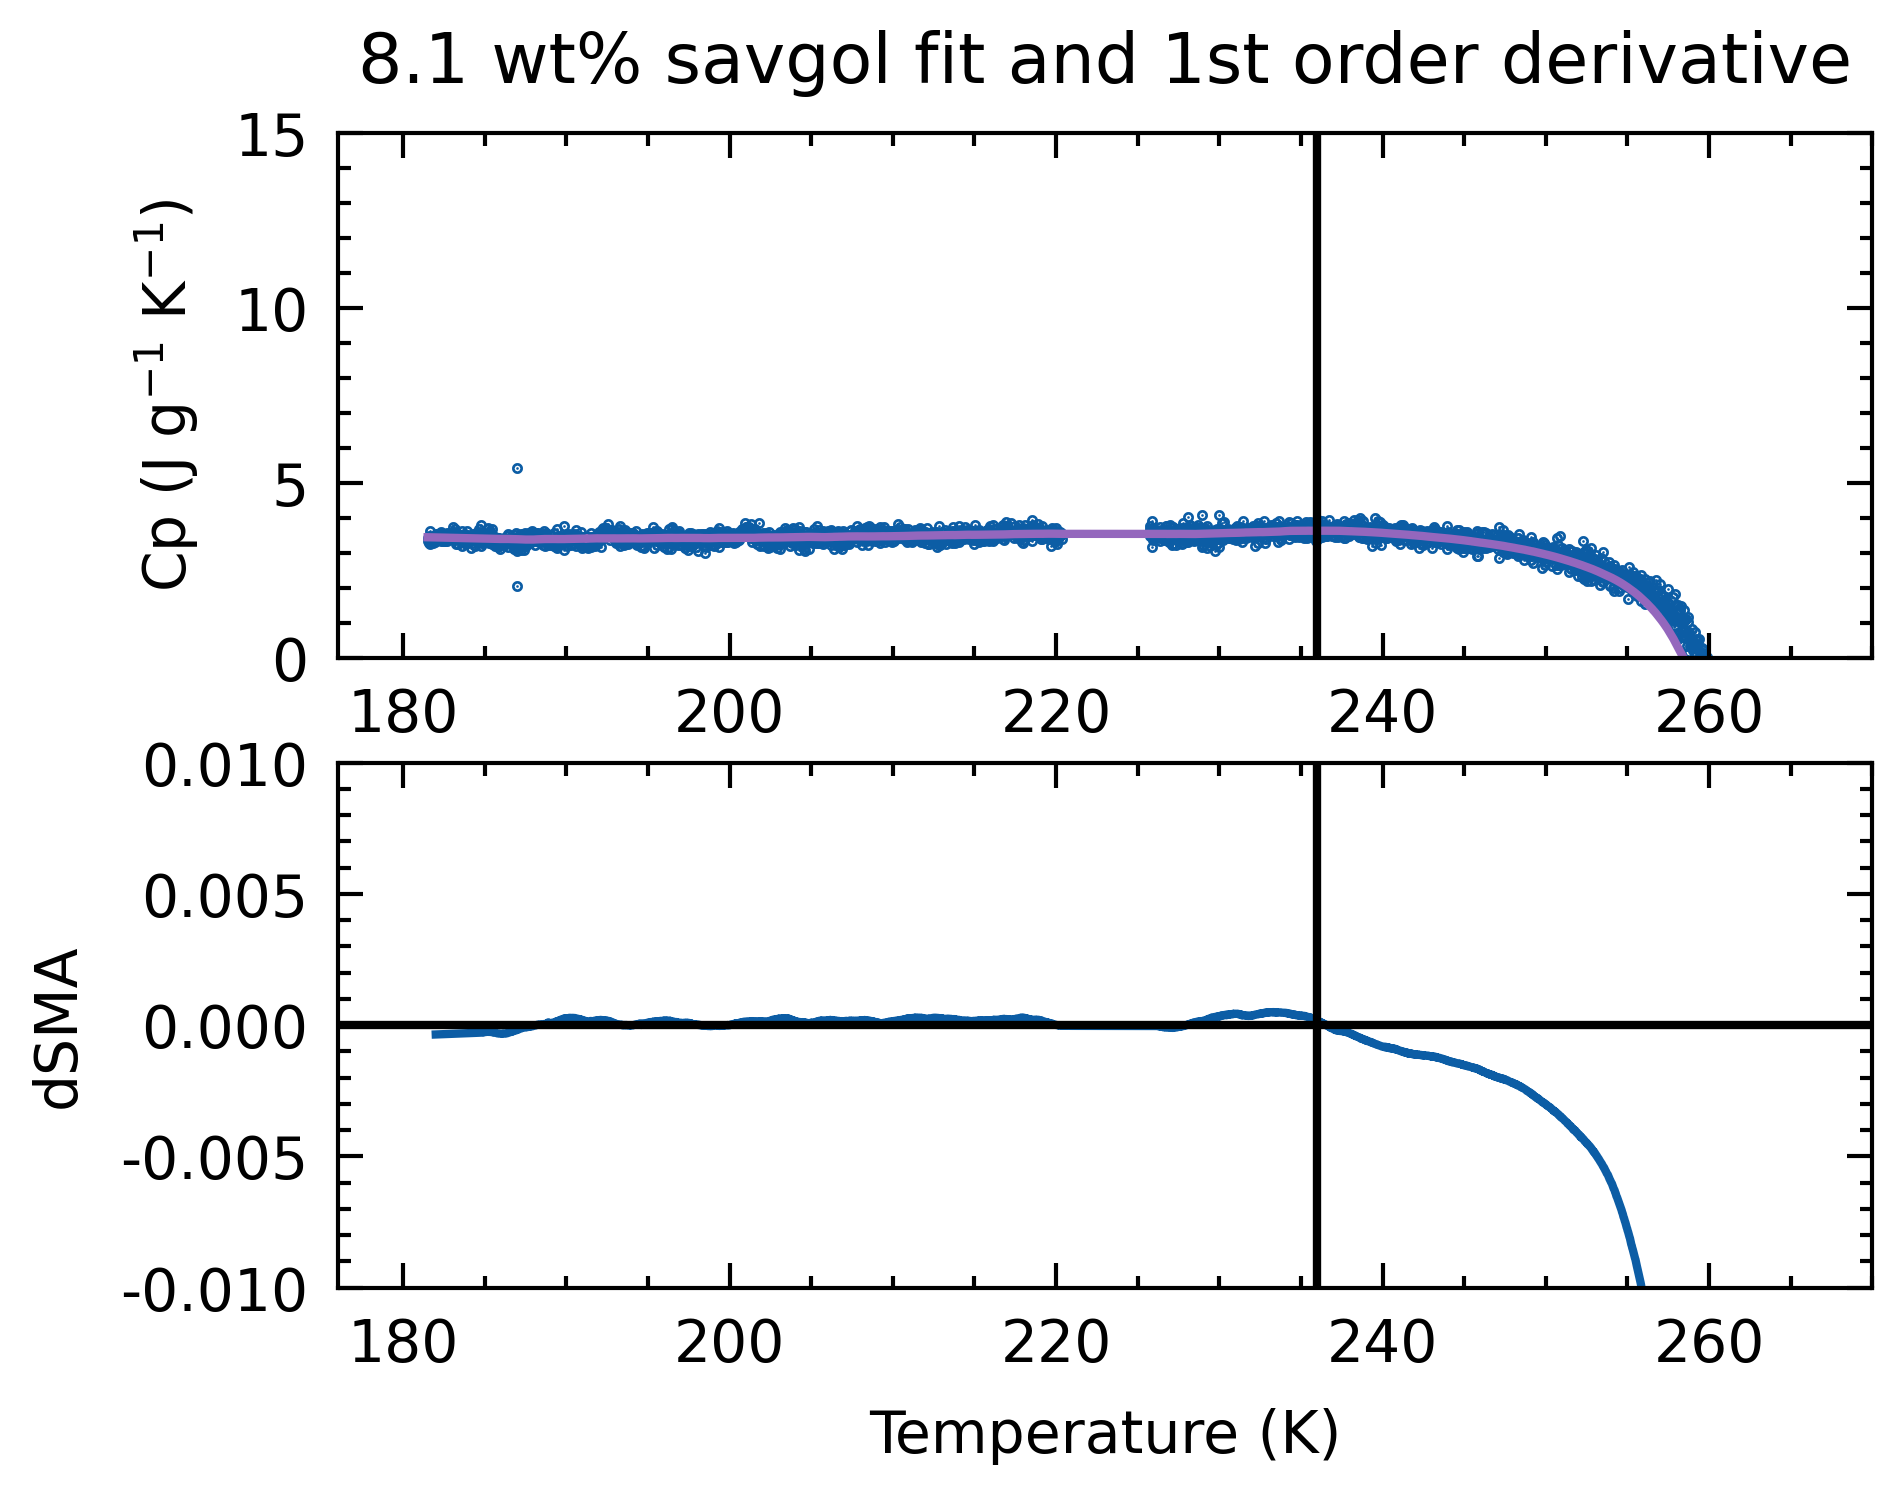 8.1 wt% savgol fit and 1st order derivative
15
10
5
0
Cp (J g⁻¹ K⁻¹)
180 200 220 240 260
0.010
0.005
0.000
-0.005
-0.010
dSMA
180 200 220 240 260
Temperature (K)